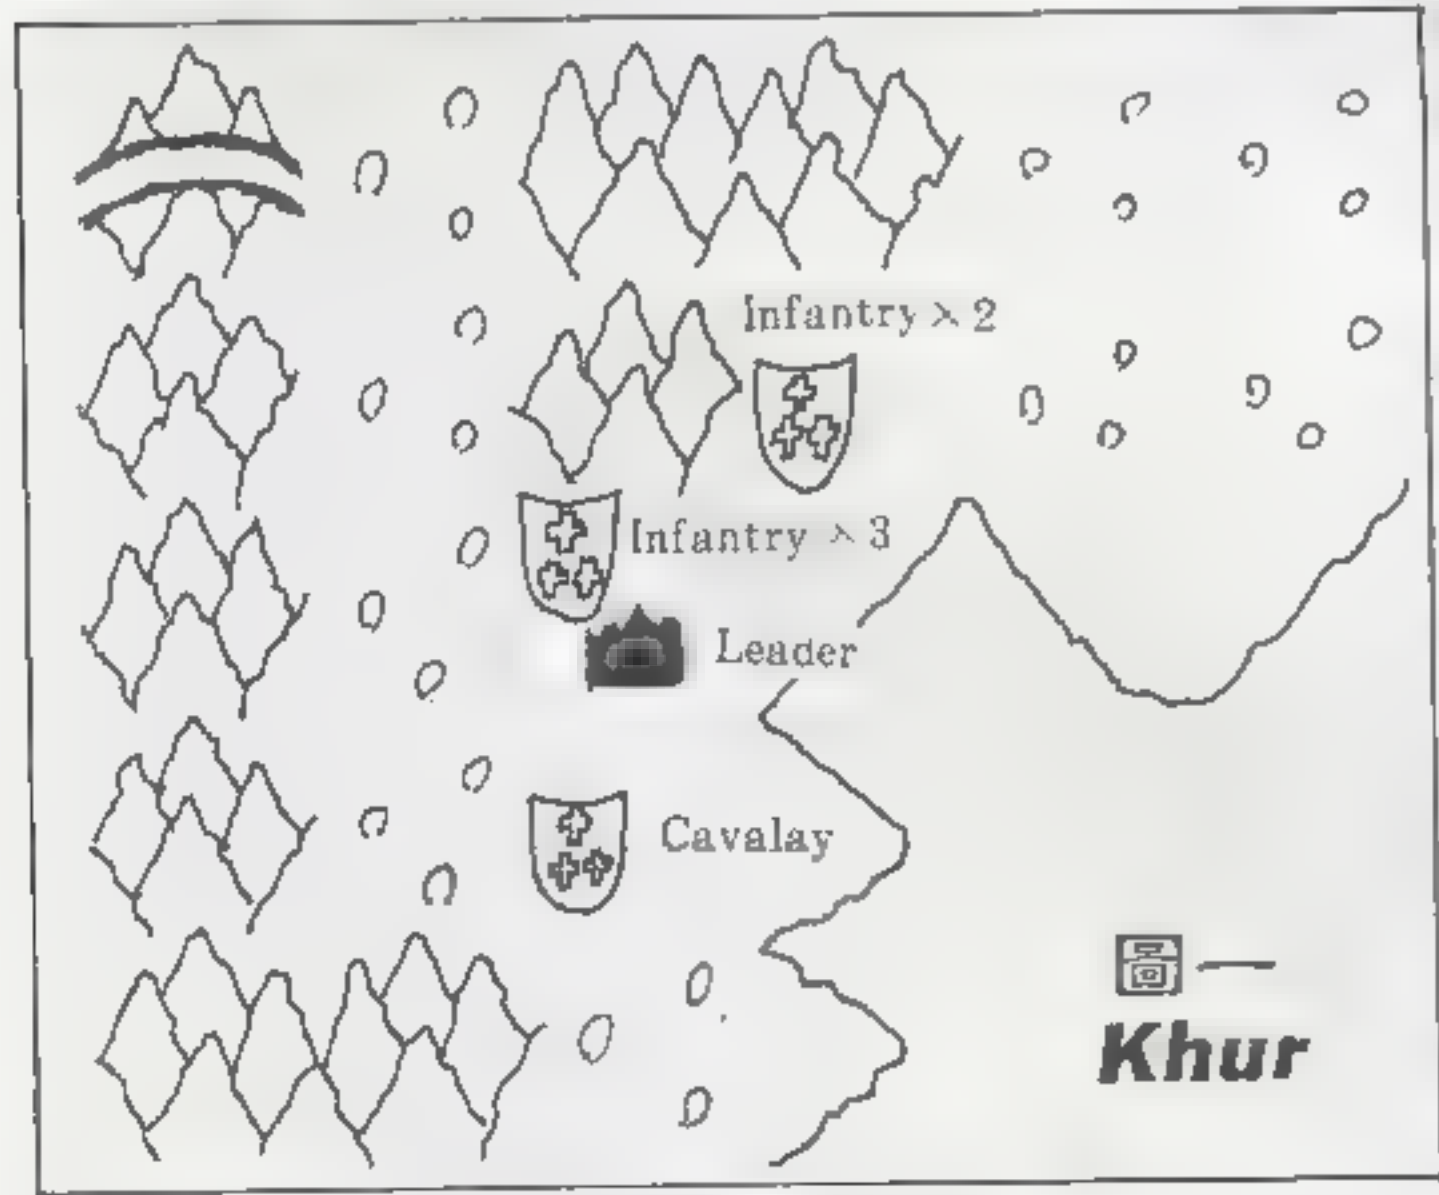 Infantry × 2
Infantry × 3
Leader
Cavalay
圖一
Khur